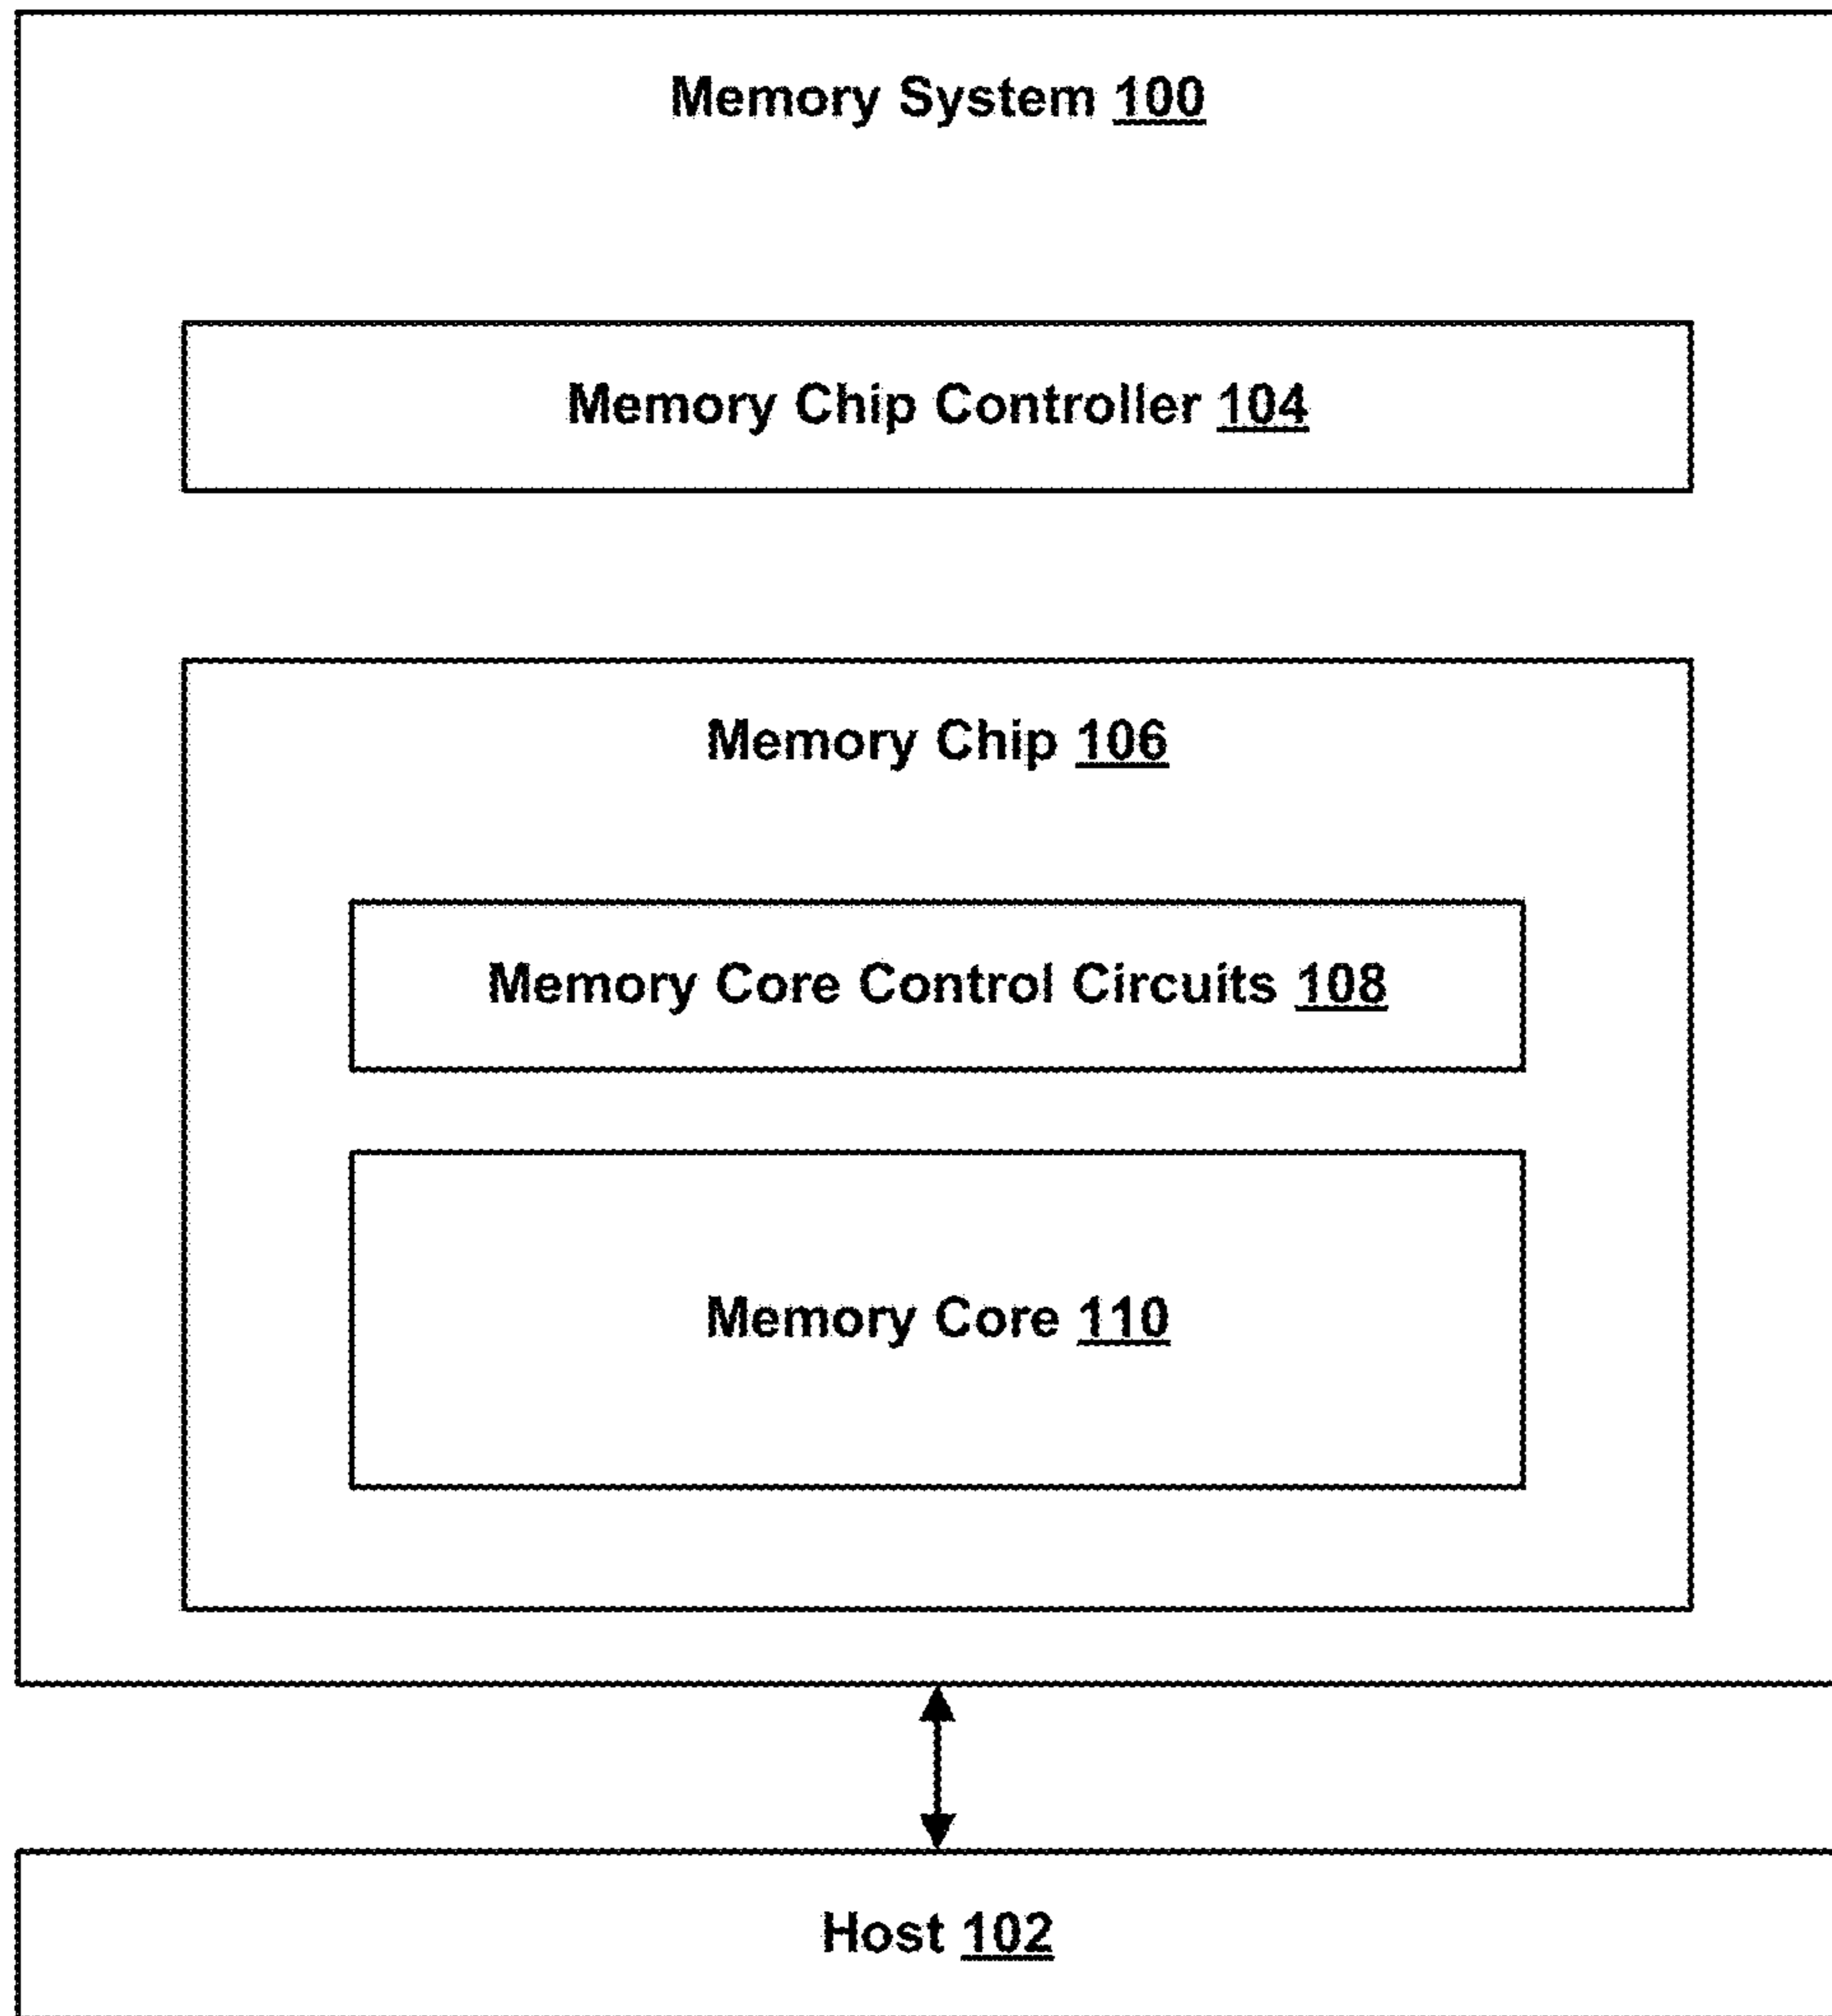 Memory System 100
Memory Chip Controller 104
Memory Chip 106
Memory Core Control Circuits 108
Memory Core 110
Host 102